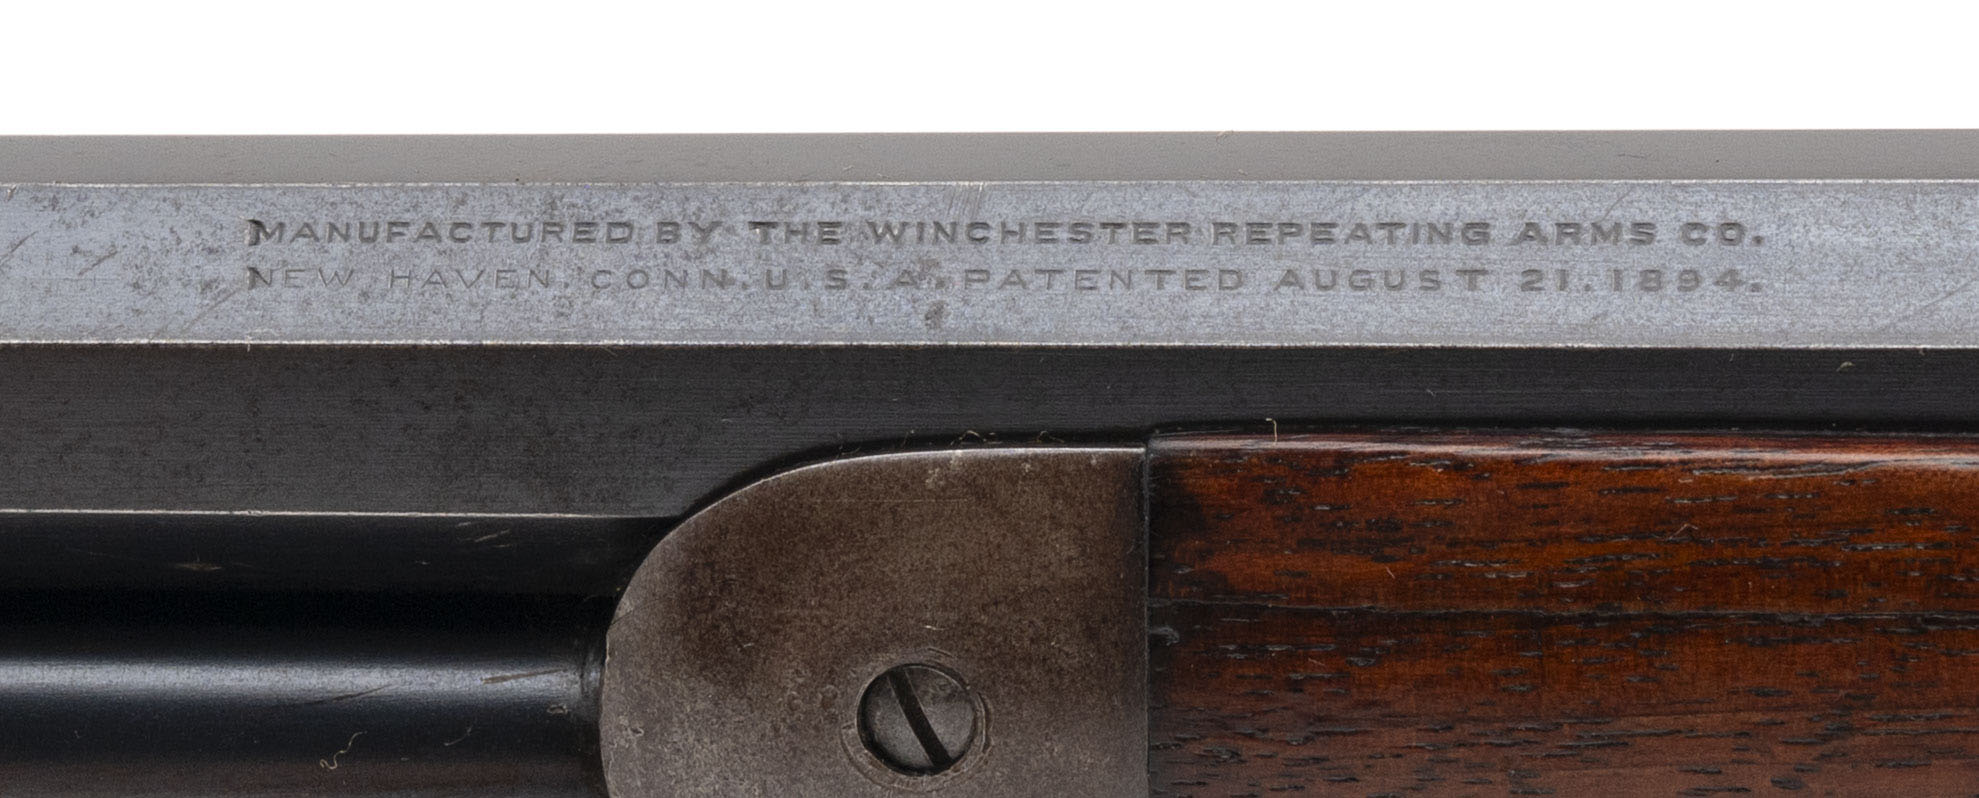 MANUFACTURED BY THE WINCHESTER REPEATING ARMS CO.
NEW HAVEN. CONN. U.S.A. PATENTED AUGUST 21. 1894.